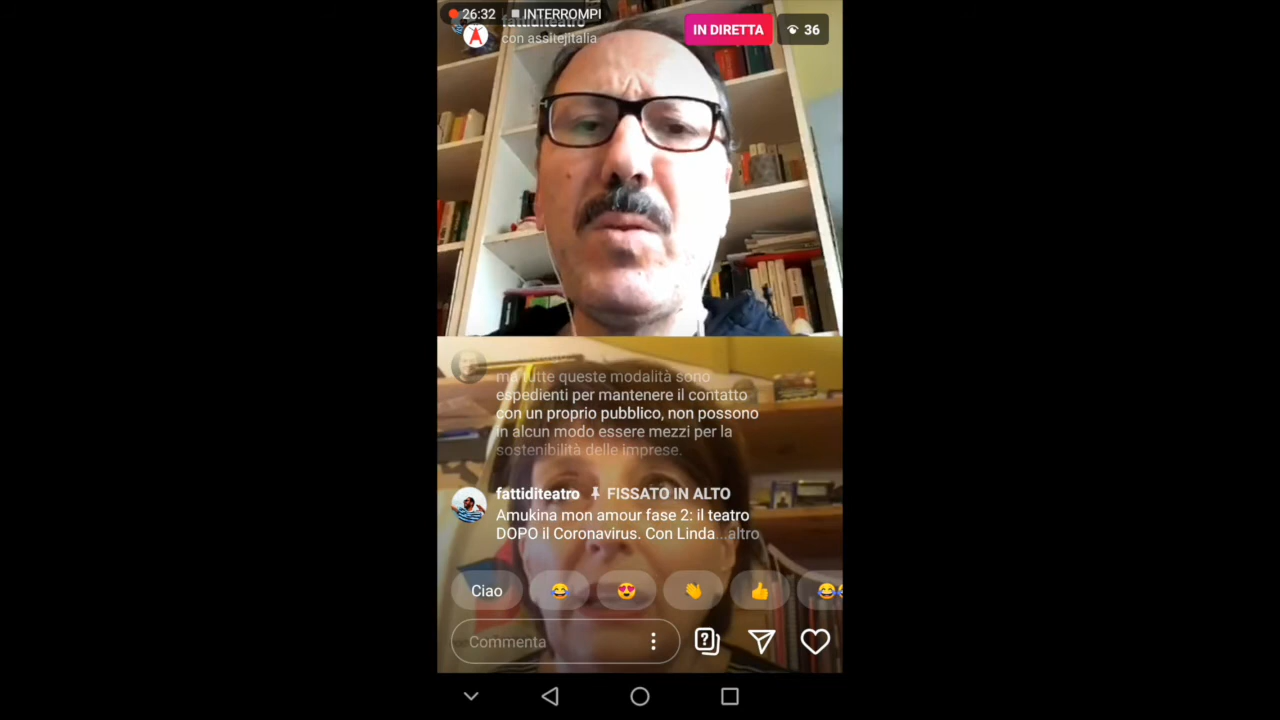 26:32
INTERROMPI
fattiditeatro
con assitejitalia
IN DIRETTA
36
ma tutte queste modalità sono
espedienti per mantenere il contatto
con un proprio pubblico, non possono
in alcun modo essere mezzi per la
sostenibilità delle imprese.
fattiditeatro FISSATO IN ALTO
Amukina mon amour fase 2: il teatro
DOPO il Coronavirus. Con Linda...altro
Ciao
Commenta